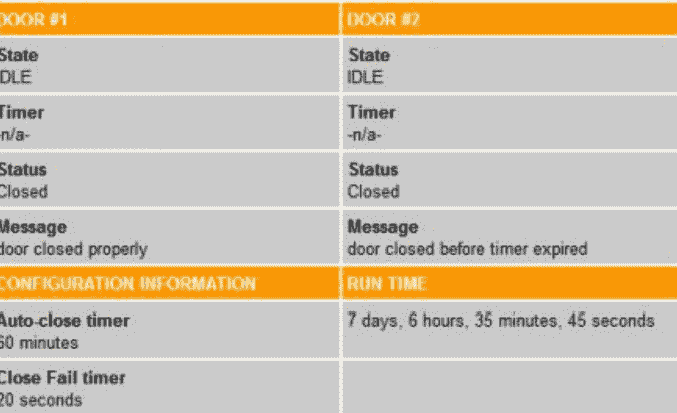 DOOR #1
DOOR #2
State
IDLE
State
IDLE
Timer
-n/a-
Timer
-n/a-
Status
Closed
Status
Closed
Message
door closed properly
Message
door closed before timer expired
CONFIGURATION INFORMATION
RUN TIME
Auto-close timer
60 minutes
7 days, 6 hours, 35 minutes, 45 seconds
Close Fail timer
20 seconds